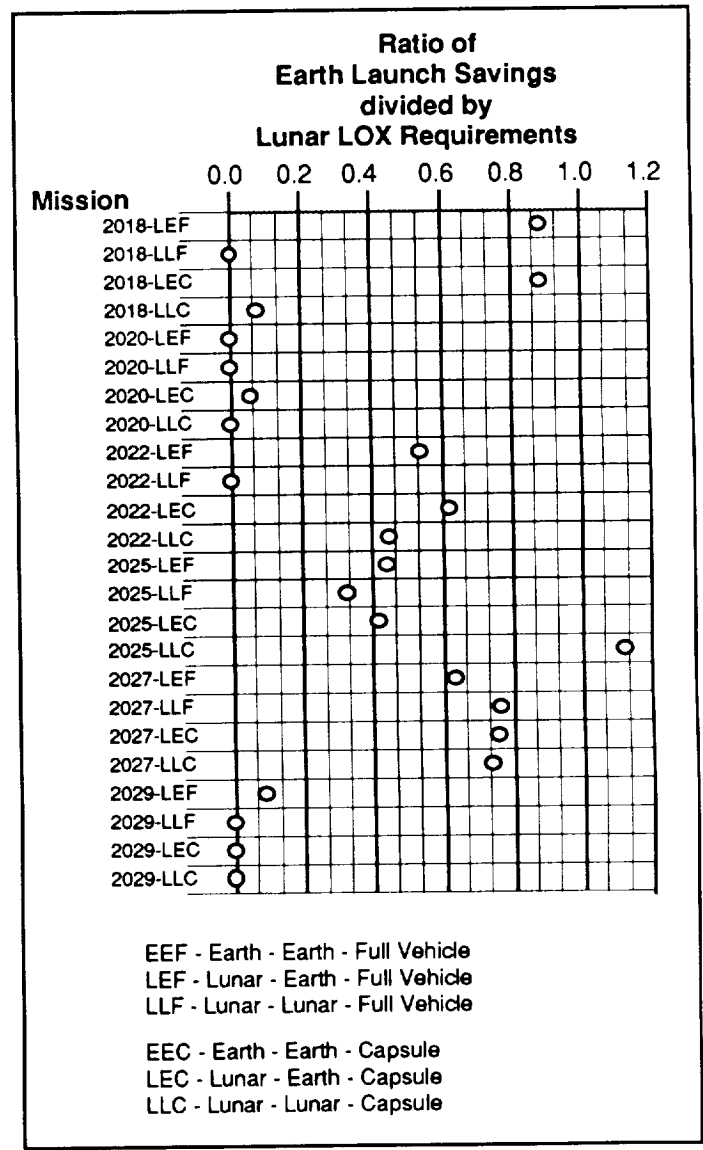 Ratio of
Earth Launch Savings
divided by
Lunar LOX Requirements
0.0 0.2 0.4 0.6 0.8 1.0 1.2
Mission
2018-LEF
2018-LLF
2018-LEC
2018-LLC
2020-LEF
2020-LLF
2020-LEC
2020-LLC
2022-LEF
2022-LLF
2022-LEC
2022-LLC
2025-LEF
2025-LLF
2025-LEC
2025-LLC
2027-LEF
2027-LLF
2027-LEC
2027-LLC
2029-LEF
2029-LLF
2029-LEC
2029-LLC
EEF - Earth - Earth - Full Vehicle
LEF - Lunar - Earth - Full Vehicle
LLF - Lunar - Lunar - Full Vehicle
EEC - Earth - Earth - Capsule
LEC - Lunar - Earth - Capsule
LLC - Lunar - Lunar - Capsule